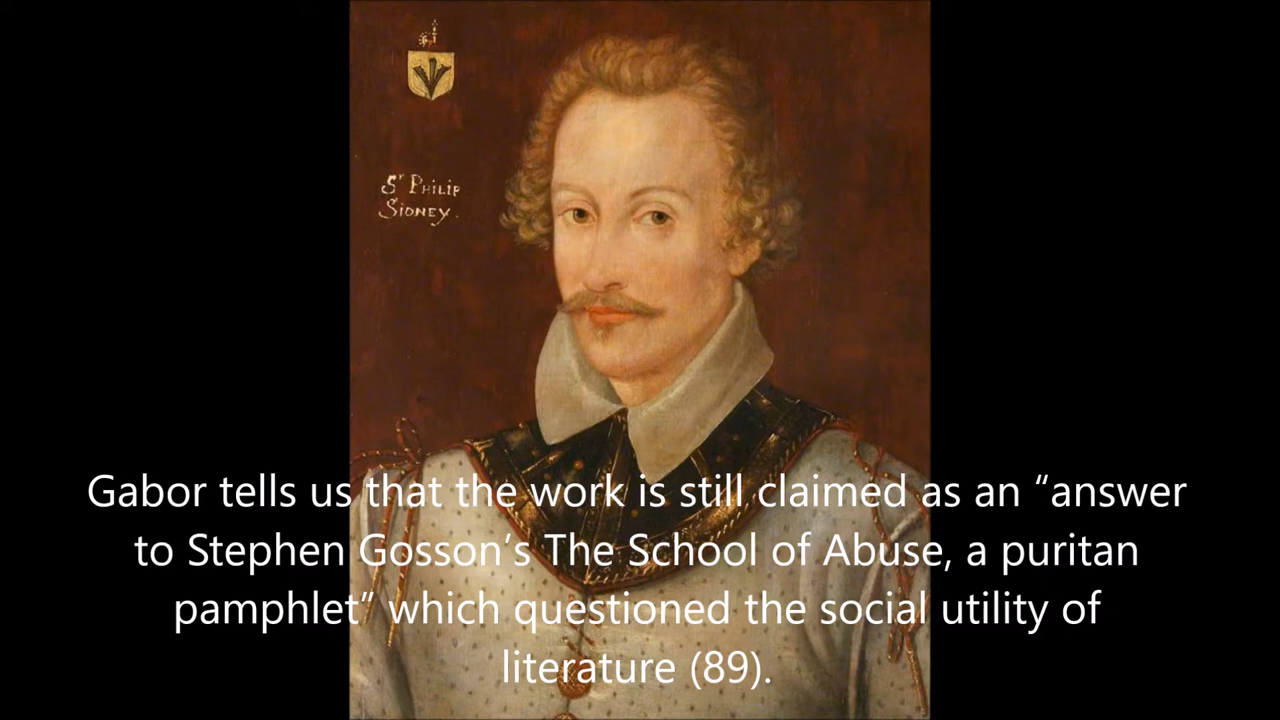 Sr PHILIP
SIDNEY.
Gabor tells us that the work is still claimed as an “answer
to Stephen Gosson’s The School of Abuse, a puritan
pamphlet” which questioned the social utility of
literature (89).